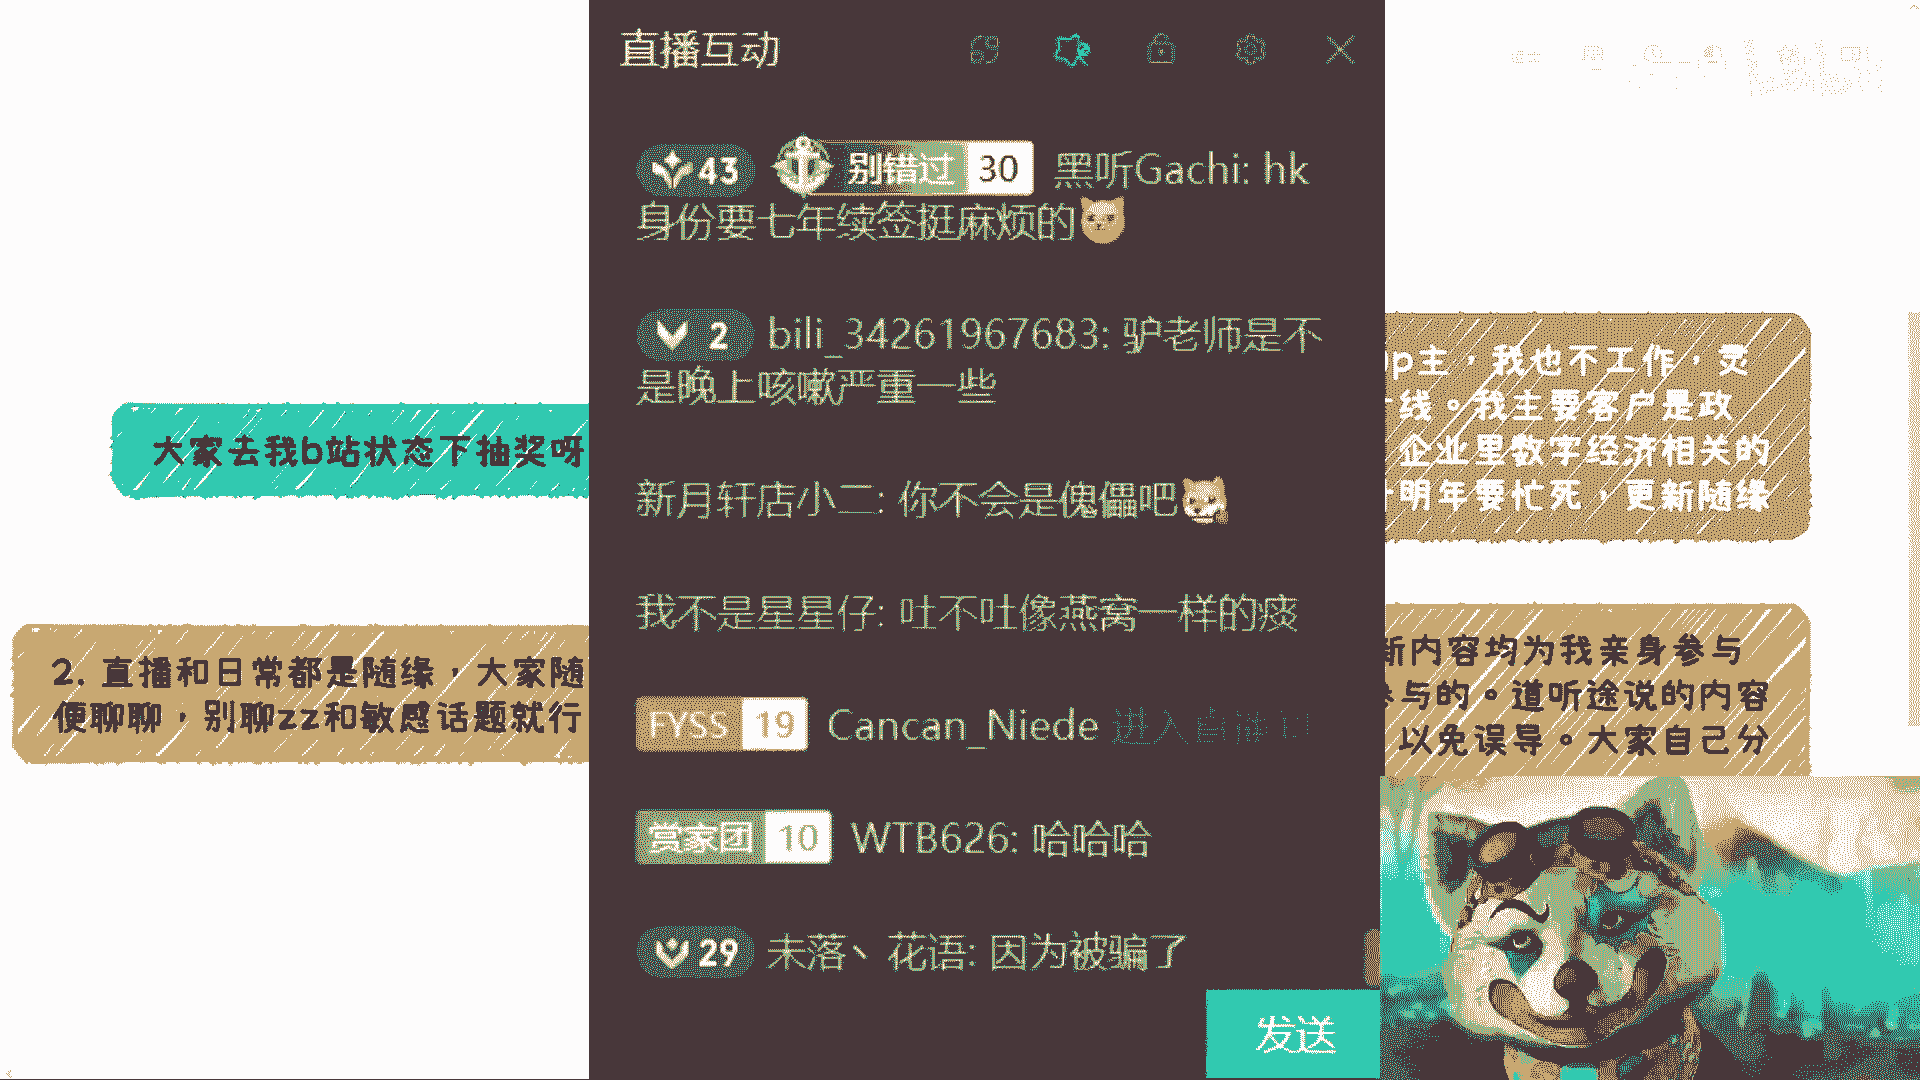 直播互动
43 别错过 30 黑听Gachi: hk
身份要七年续签挺麻烦的
2 bili_34261967683: 驴老师是不
是晚上咳嗽严重一些
新月轩店小二: 你不会是傀儡吧
我不是星星仔: 吐不吐像燕窝一样的痰
FYSS 19 Cancan_Niede 进入直播间
赏家团 10 WTB626: 哈哈哈
29 未落丶花语: 因为被骗了
发送
大家去我b站状态下抽奖呀
2. 直播和日常都是随缘，大家随
便聊聊，别聊zz和敏感话题就行
p主，我也不工作，灵
线。我主要客户是政
企业里数字经济相关的
明年要忙死，更新随缘
新内容均为我亲身参与
参与的。道听途说的内容
以免误导。大家自己分